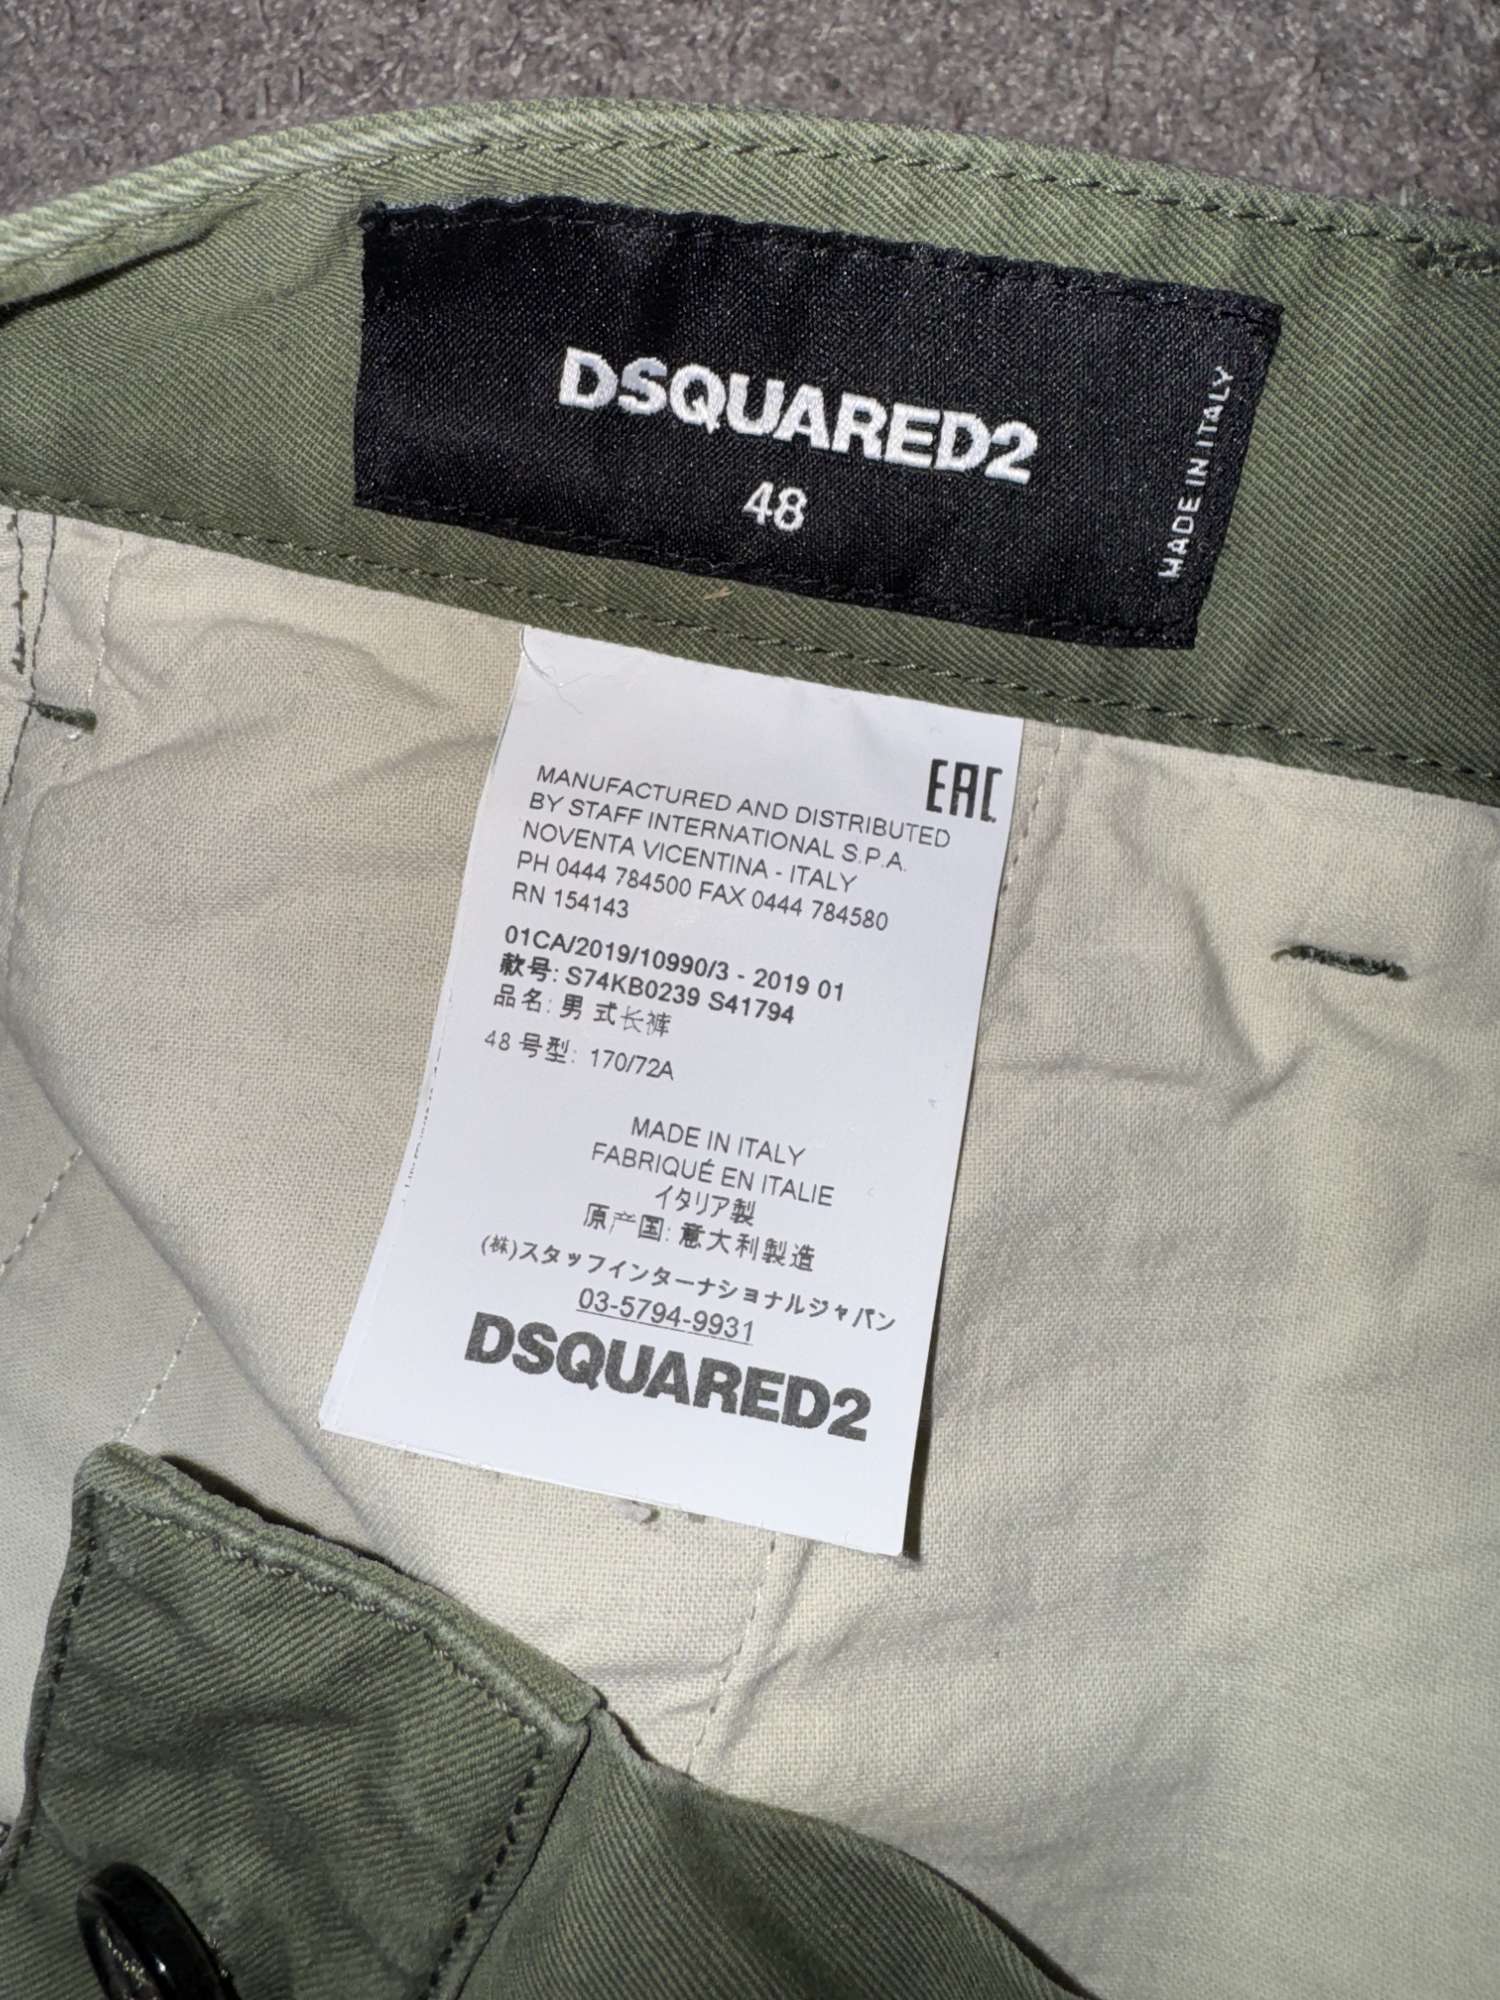 DSQUARED2
48
MADE IN ITALY
EAC
MANUFACTURED AND DISTRIBUTED
BY STAFF INTERNATIONAL S.P.A.
NOVENTA VICENTINA - ITALY
PH 0444 784500 FAX 0444 784580
RN 154143
01CA/2019/10990/3 - 2019 01
款号: S74KB0239 S41794
品名: 男 式长裤
48 号型: 170/72A
MADE IN ITALY
FABRIQUÉ EN ITALIE
イタリア製
原产国: 意大利製造
(株)スタッフインターナショナルジャパン
03-5794-9931
DSQUARED2